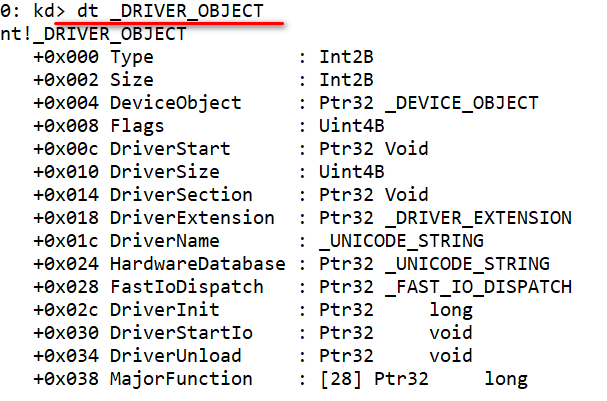 0: kd> dt _DRIVER_OBJECT
nt!_DRIVER_OBJECT
+0x000 Type : Int2B
+0x002 Size : Int2B
+0x004 DeviceObject : Ptr32 _DEVICE_OBJECT
+0x008 Flags : Uint4B
+0x00c DriverStart : Ptr32 Void
+0x010 DriverSize : Uint4B
+0x014 DriverSection : Ptr32 Void
+0x018 DriverExtension : Ptr32 _DRIVER_EXTENSION
+0x01c DriverName : _UNICODE_STRING
+0x024 HardwareDatabase : Ptr32 _UNICODE_STRING
+0x028 FastIoDispatch : Ptr32 _FAST_IO_DISPATCH
+0x02c DriverInit : Ptr32 long
+0x030 DriverStartIo : Ptr32 void
+0x034 DriverUnload : Ptr32 void
+0x038 MajorFunction : [28] Ptr32 long